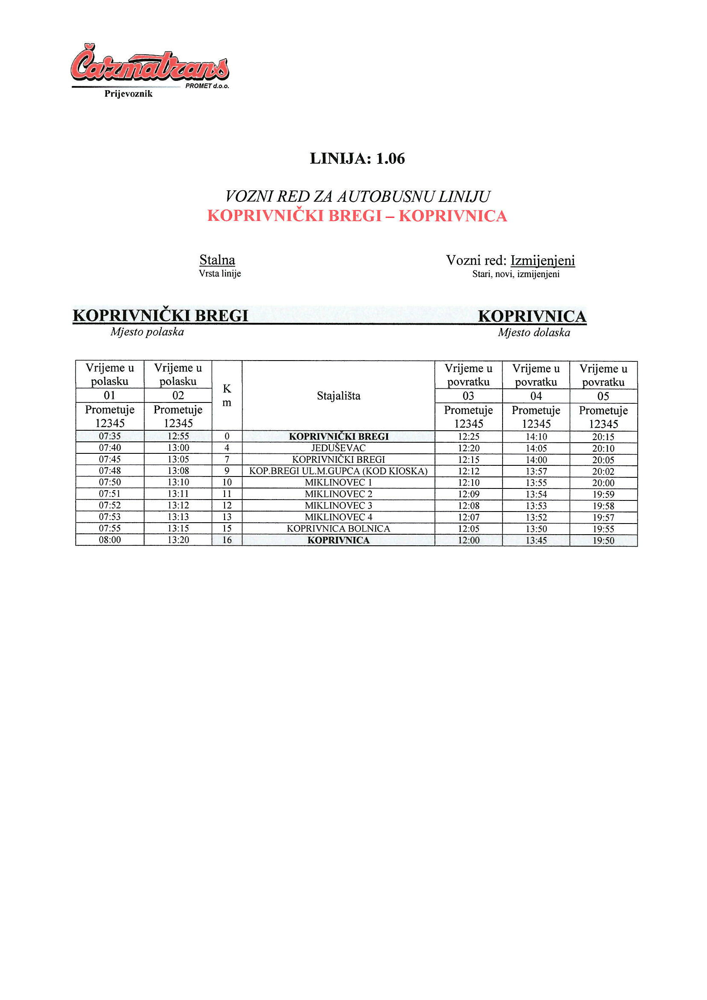 Čazmatrans
PROMET d.o.o.
Prijevoznik
LINIJA: 1.06
VOZNI RED ZA AUTOBUSNU LINIJU
KOPRIVNIČKI BREGI – KOPRIVNICA
Stalna Vozni red: Izmijenjeni
Vrsta linije Stari, novi, izmijenjeni
KOPRIVNIČKI BREGI KOPRIVNICA
Mjesto polaska Mjesto dolaska
Vrijeme u Vrijeme u K Stajališta Vrijeme u Vrijeme u Vrijeme u
polasku polasku m povratku povratku povratku
01 02 03 04 05
Prometuje Prometuje Prometuje Prometuje Prometuje
12345 12345 12345 12345 12345
07:35 12:55 0 KOPRIVNIČKI BREGI 12:25 14:10 20:15
07:40 13:00 4 JEDUŠEVAC 12:20 14:05 20:10
07:45 13:05 7 KOPRIVNIČKI BREGI 12:15 14:00 20:05
07:48 13:08 9 KOP.BREGI UL.M.GUPCA (KOD KIOSKA) 12:12 13:57 20:02
07:50 13:10 10 MIKLINOVEC 1 12:10 13:55 20:00
07:51 13:11 11 MIKLINOVEC 2 12:09 13:54 19:59
07:52 13:12 12 MIKLINOVEC 3 12:08 13:53 19:58
07:53 13:13 13 MIKLINOVEC 4 12:07 13:52 19:57
07:55 13:15 15 KOPRIVNICA BOLNICA 12:05 13:50 19:55
08:00 13:20 16 KOPRIVNICA 12:00 13:45 19:50